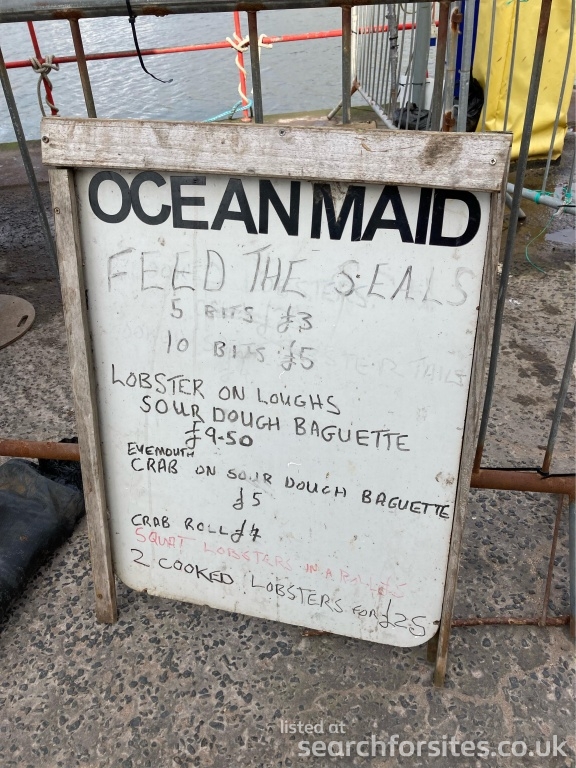 OCEAN MAID
FEED THE SEALS
5 BITS £3
10 BITS £5
LOBSTER ON LOUGHS
SOUR DOUGH BAGUETTE
£9-50
EYEMOUTH
CRAB ON SOUR DOUGH BAGUETTE
£5
CRAB ROLL £4
SQUAT LOBSTERS IN A
2 COOKED LOBSTERS FOR £25
listed at
searchforsites.co.uk